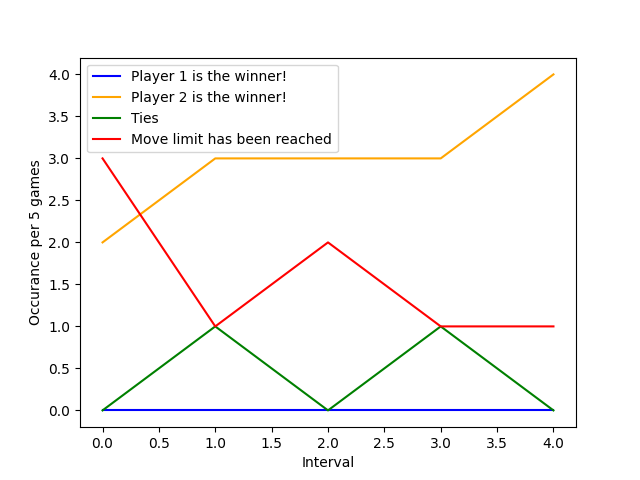 Player 1 is the winner!
Player 2 is the winner!
Ties
Move limit has been reached
4.0
3.5
3.0
2.5
2.0
1.5
1.0
0.5
0.0
Occurance per 5 games
0.0 0.5 1.0 1.5 2.0 2.5 3.0 3.5 4.0
Interval